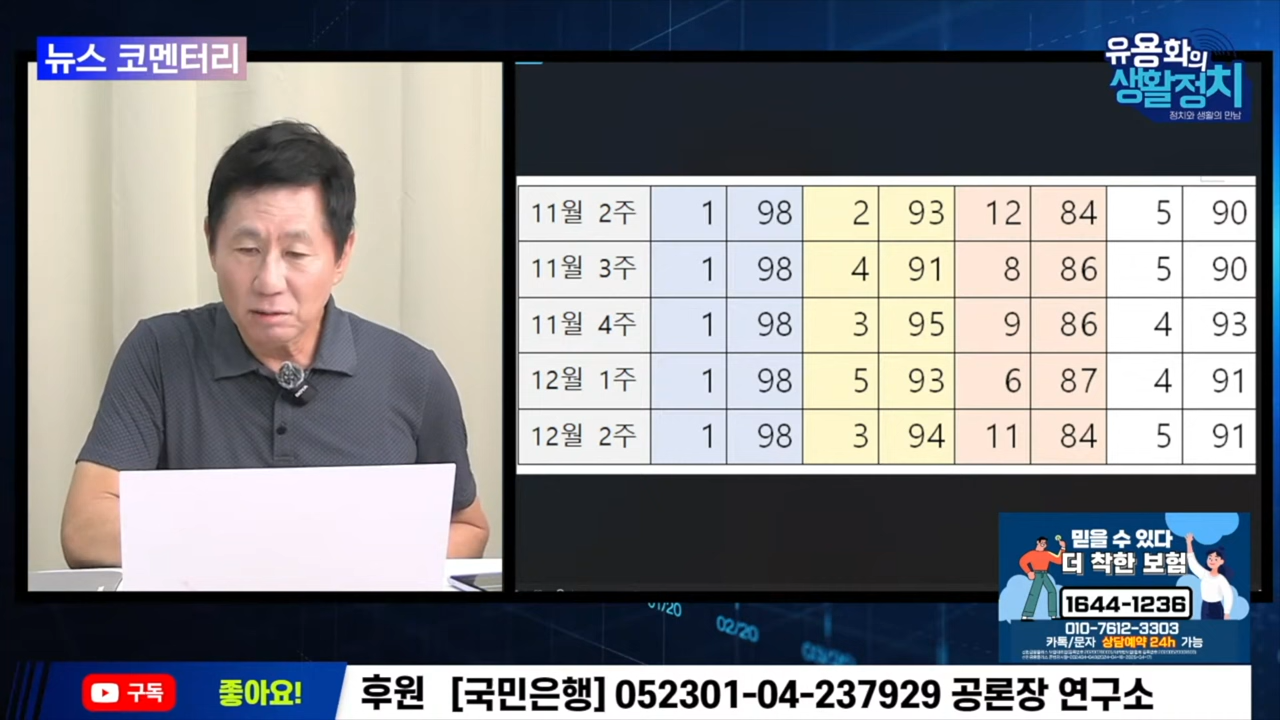 뉴스 코멘터리
유용화의
생활정치
정치와 생활의 만남
11월 2주 1 98 2 93 12 84 5 90
11월 3주 1 98 4 91 8 86 5 90
11월 4주 1 98 3 95 9 86 4 93
12월 1주 1 98 5 93 6 87 4 91
12월 2주 1 98 3 94 11 84 5 91
믿을 수 있다
더 착한 보험
1644-1236
010-7612-3303
카톡/문자 상담예약 24h 가능
01/20
02/20
구독 좋아요! 후원 [국민은행] 052301-04-237929 공론장 연구소